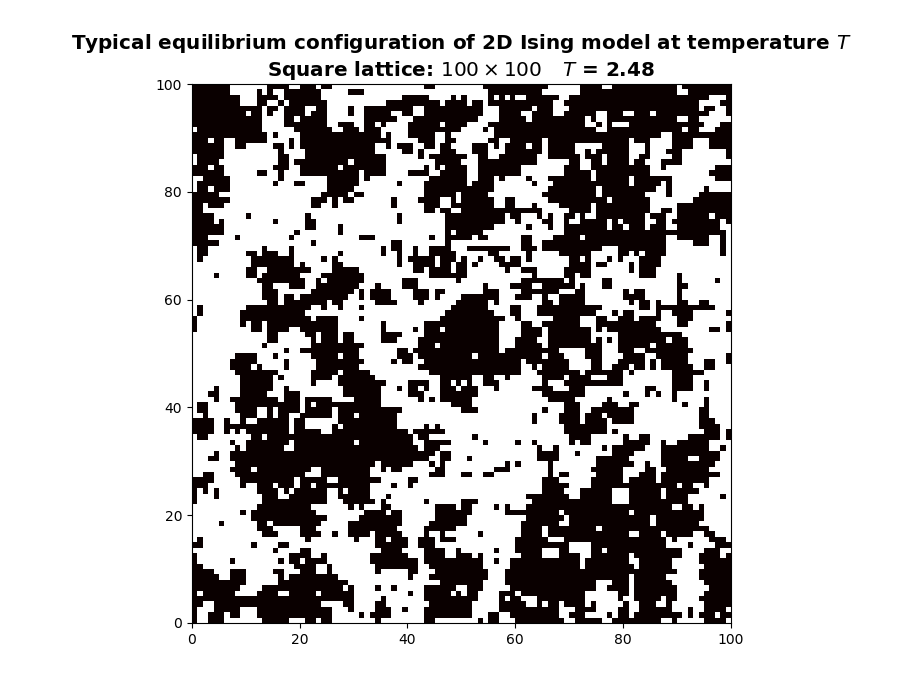 Typical equilibrium configuration of 2D Ising model at temperature T
Square lattice: 100 × 100 T = 2.48
100
80
60
40
20
0
0 20 40 60 80 100